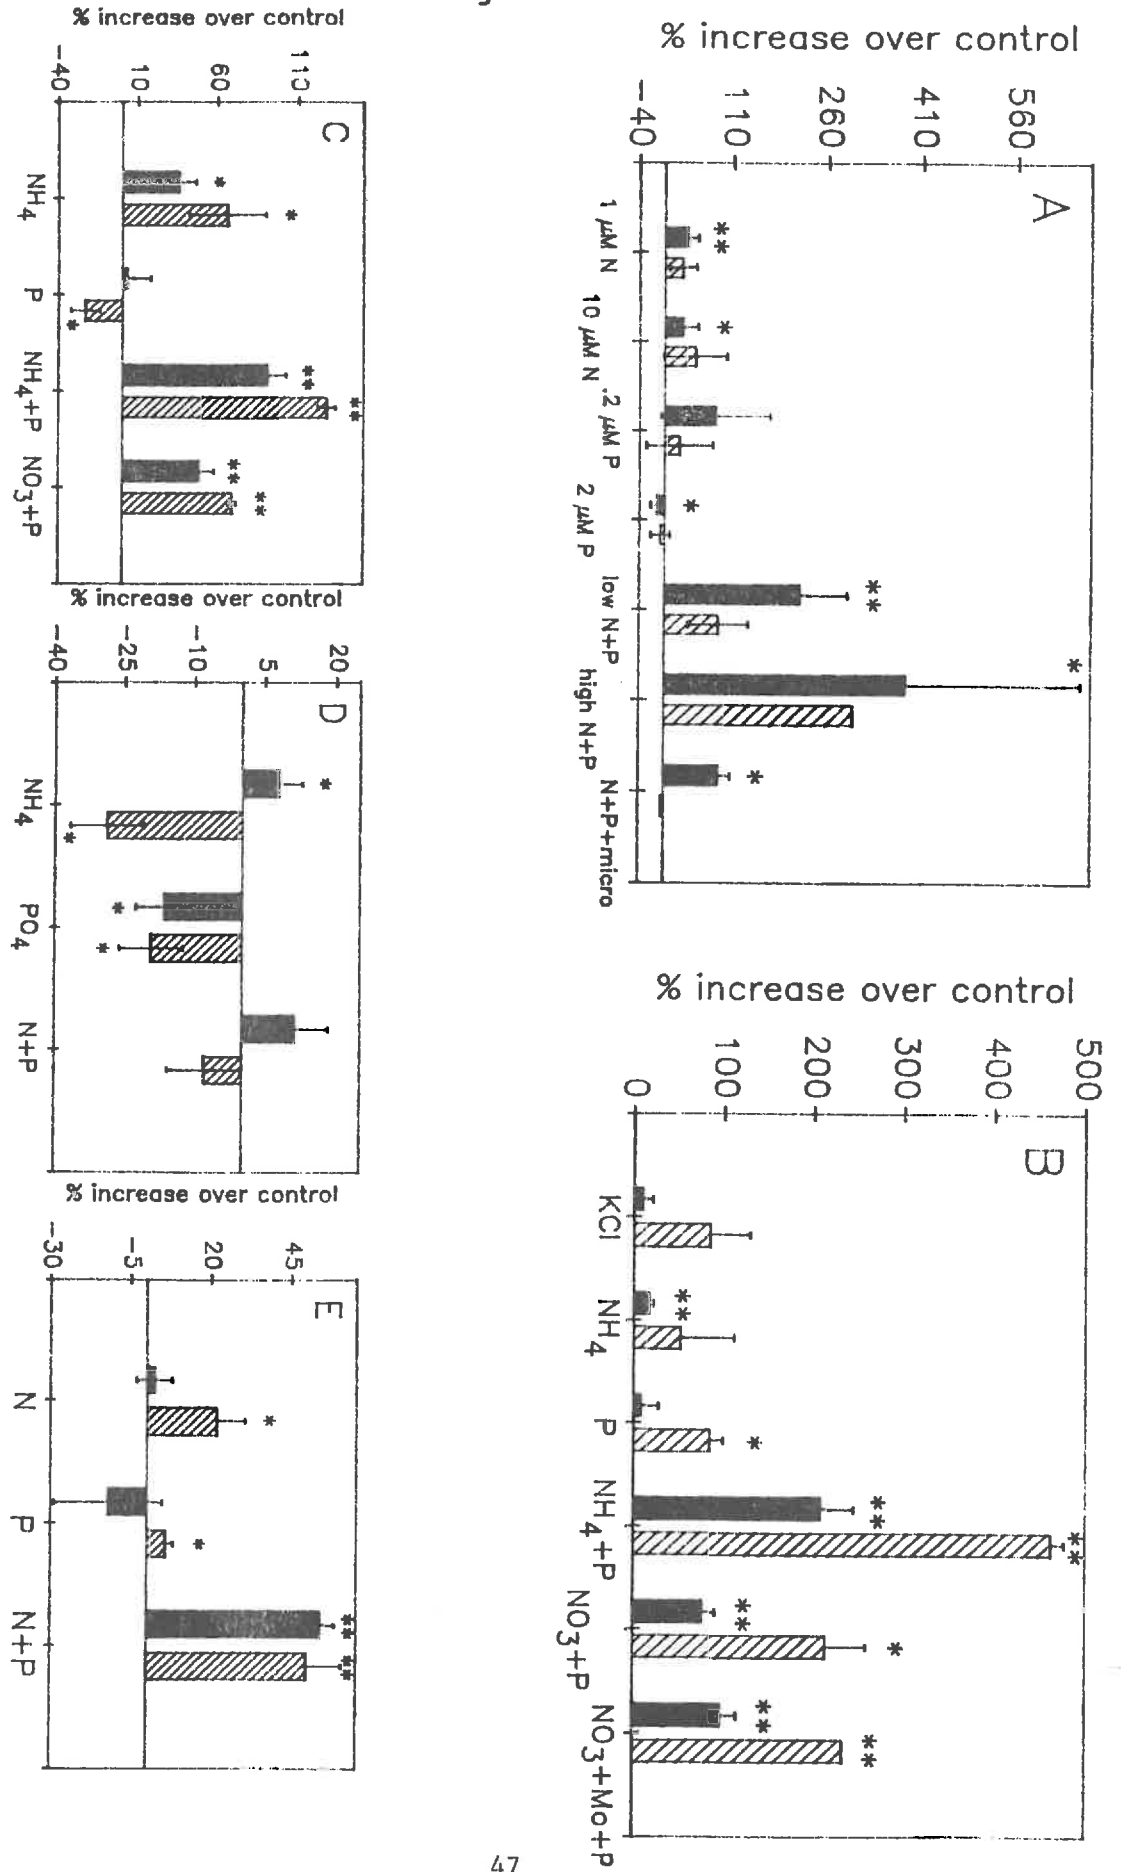 % increase over control
-40 110 260 410 560
A
** * * ** * *
1 μM N 10 μM N .2 μM P 2 μM P low N+P high N+P N+P+micro
% increase over control
0 100 200 300 400 500
B
** * ** ** ** * ** **
KCl NH4 P NH4+P NO3+P NO3+Mo+P
% increase over control
-40 10 60 110
C
* * * ** ** ** **
NH4 P NH4+P NO3+P
% increase over control
-40 -25 -10 5 20
D
* * * *
NH4 PO4 N+P
% increase over control
-30 -5 20 45
E
* * ** **
N P N+P
47